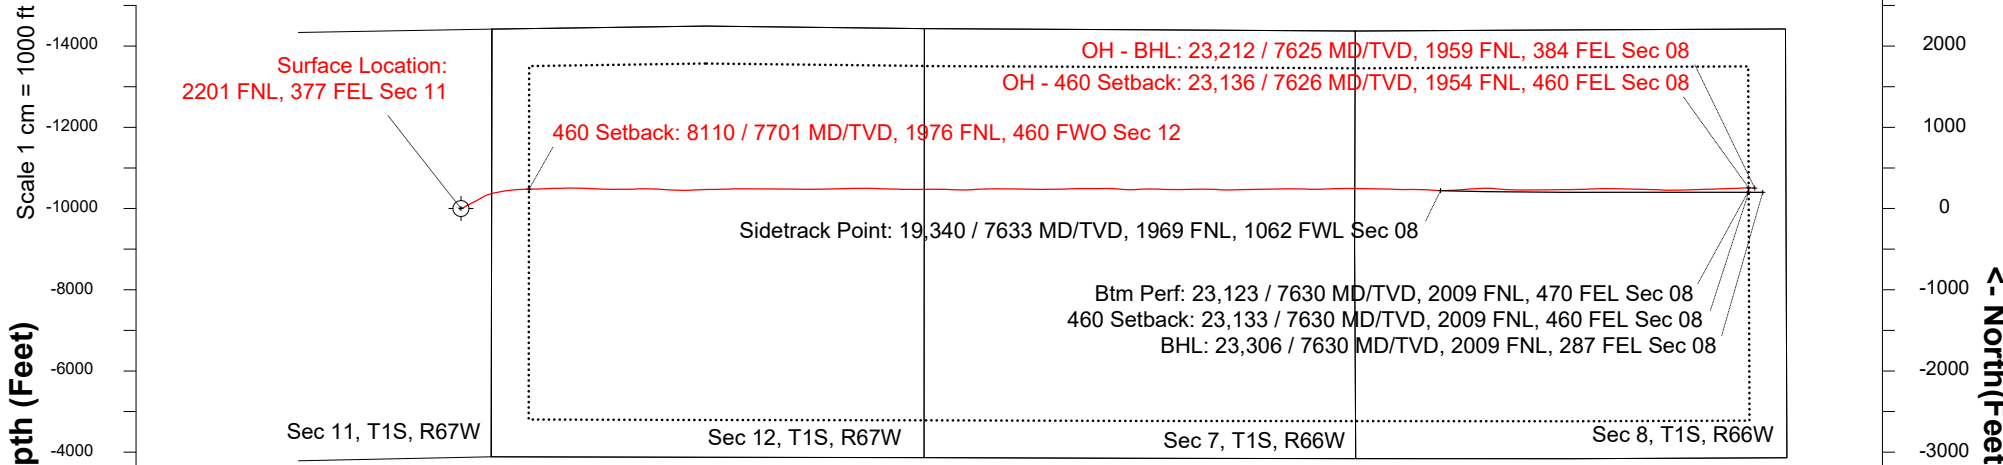 Scale 1 cm = 1000 ft
pth (Feet)
-14000
-12000
-10000
-8000
-6000
-4000
Surface Location:
2201 FNL, 377 FEL Sec 11
OH - BHL: 23,212 / 7625 MD/TVD, 1959 FNL, 384 FEL Sec 08
OH - 460 Setback: 23,136 / 7626 MD/TVD, 1954 FNL, 460 FEL Sec 08
460 Setback: 8110 / 7701 MD/TVD, 1976 FNL, 460 FWO Sec 12
Sidetrack Point: 19,340 / 7633 MD/TVD, 1969 FNL, 1062 FWL Sec 08
Btm Perf: 23,123 / 7630 MD/TVD, 2009 FNL, 470 FEL Sec 08
460 Setback: 23,133 / 7630 MD/TVD, 2009 FNL, 460 FEL Sec 08
BHL: 23,306 / 7630 MD/TVD, 2009 FNL, 287 FEL Sec 08
Sec 11, T1S, R67W
Sec 12, T1S, R67W
Sec 7, T1S, R66W
Sec 8, T1S, R66W
2000
1000
0
-1000
-2000
-3000
<- North(Feet